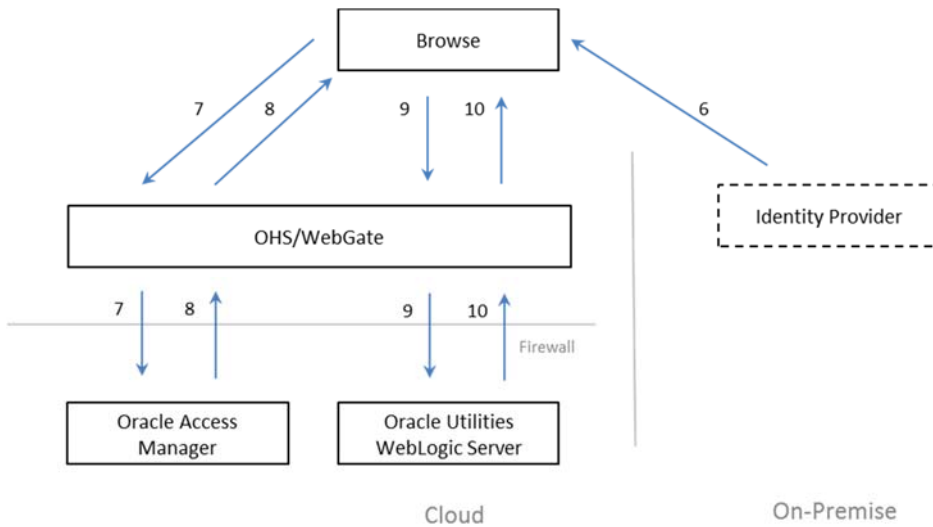 Browse
7
8
9
10
6
Identity Provider
OHS/WebGate
7
8
9
10
Firewall
Oracle Access
Manager
Oracle Utilities
WebLogic Server
Cloud
On-Premise